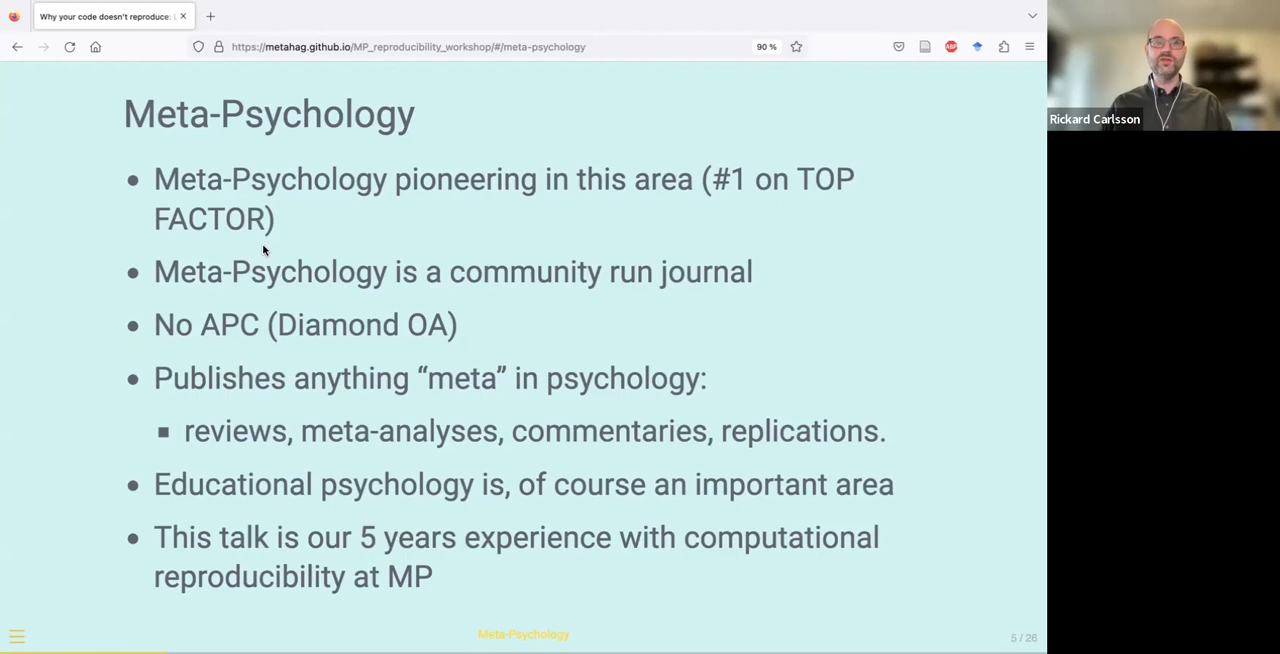 Why your code doesn't reproduce:
https://metahag.github.io/MP_reproducibility_workshop/#/meta-psychology
90 %
ABP
Rickard Carlsson
Meta-Psychology
• Meta-Psychology pioneering in this area (#1 on TOP
FACTOR)
• Meta-Psychology is a community run journal
• No APC (Diamond OA)
• Publishes anything “meta” in psychology:
▪ reviews, meta-analyses, commentaries, replications.
• Educational psychology is, of course an important area
• This talk is our 5 years experience with computational
reproducibility at MP
Meta-Psychology
5 / 26